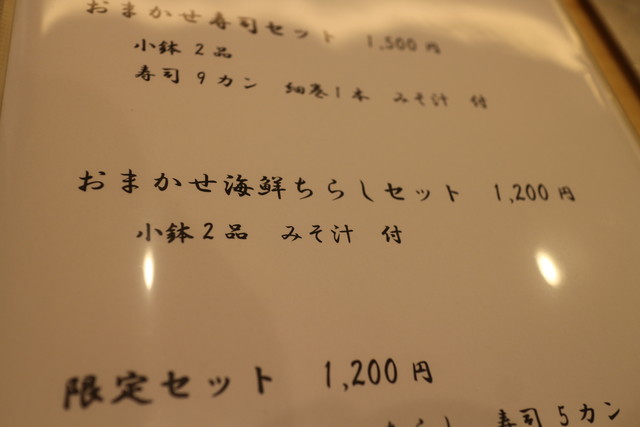 おまかせ寿司セット 1,500円
小鉢2品
寿司9カン 細巻1本 みそ汁 付
おまかせ海鮮ちらしセット 1,200円
小鉢2品 みそ汁 付
限定セット 1,200円
ちらし 寿司5カン